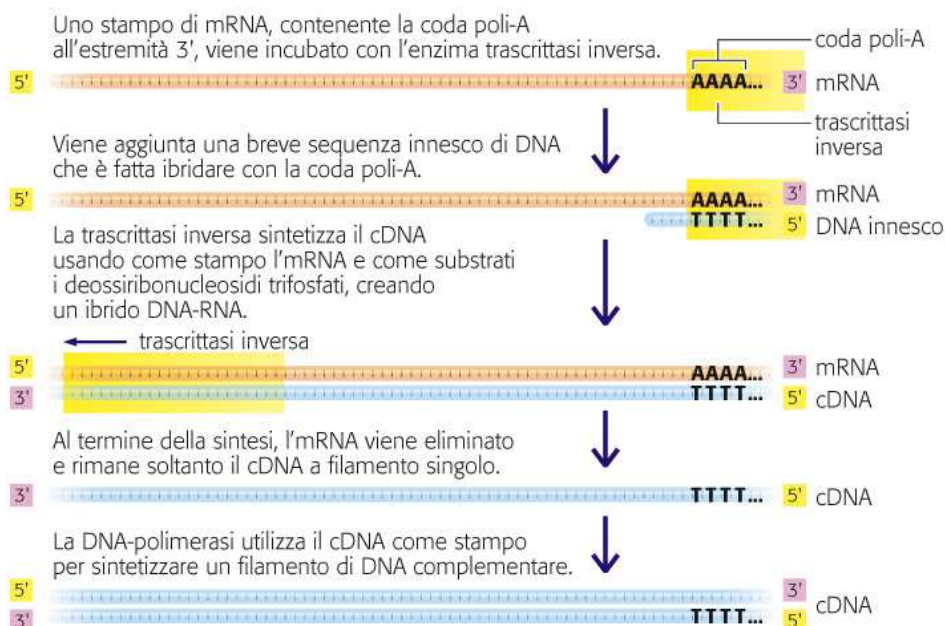 Uno stampo di mRNA, contenente la coda poli-A
all'estremità 3', viene incubato con l'enzima trascrittasi inversa.
coda poli-A
5' AAAA... 3' mRNA
trascrittasi
inversa
Viene aggiunta una breve sequenza innesco di DNA
che è fatta ibridare con la coda poli-A.
5' AAAA... 3' mRNA
TTTT... 5' DNA innesco
La trascrittasi inversa sintetizza il cDNA
usando come stampo l'mRNA e come substrati
i deossiribonucleosidi trifosfati, creando
un ibrido DNA-RNA.
trascrittasi inversa
5' AAAA... 3' mRNA
3' TTTT... 5' cDNA
Al termine della sintesi, l'mRNA viene eliminato
e rimane soltanto il cDNA a filamento singolo.
3' TTTT... 5' cDNA
La DNA-polimerasi utilizza il cDNA come stampo
per sintetizzare un filamento di DNA complementare.
5' 3'
cDNA
3' TTTT... 5'